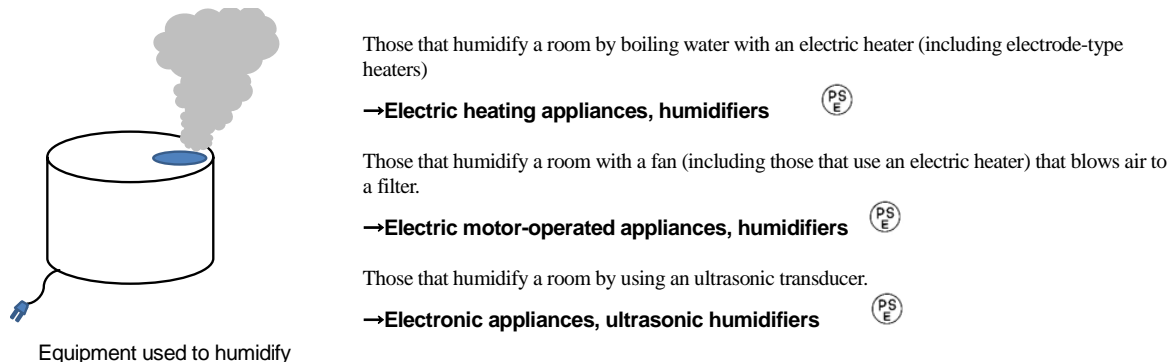 Those that humidify a room by boiling water with an electric heater (including electrode-type
heaters)
→Electric heating appliances, humidifiers
PS
E
Those that humidify a room with a fan (including those that use an electric heater) that blows air to
a filter.
→Electric motor-operated appliances, humidifiers
PS
E
Those that humidify a room by using an ultrasonic transducer.
→Electronic appliances, ultrasonic humidifiers
PS
E
Equipment used to humidify